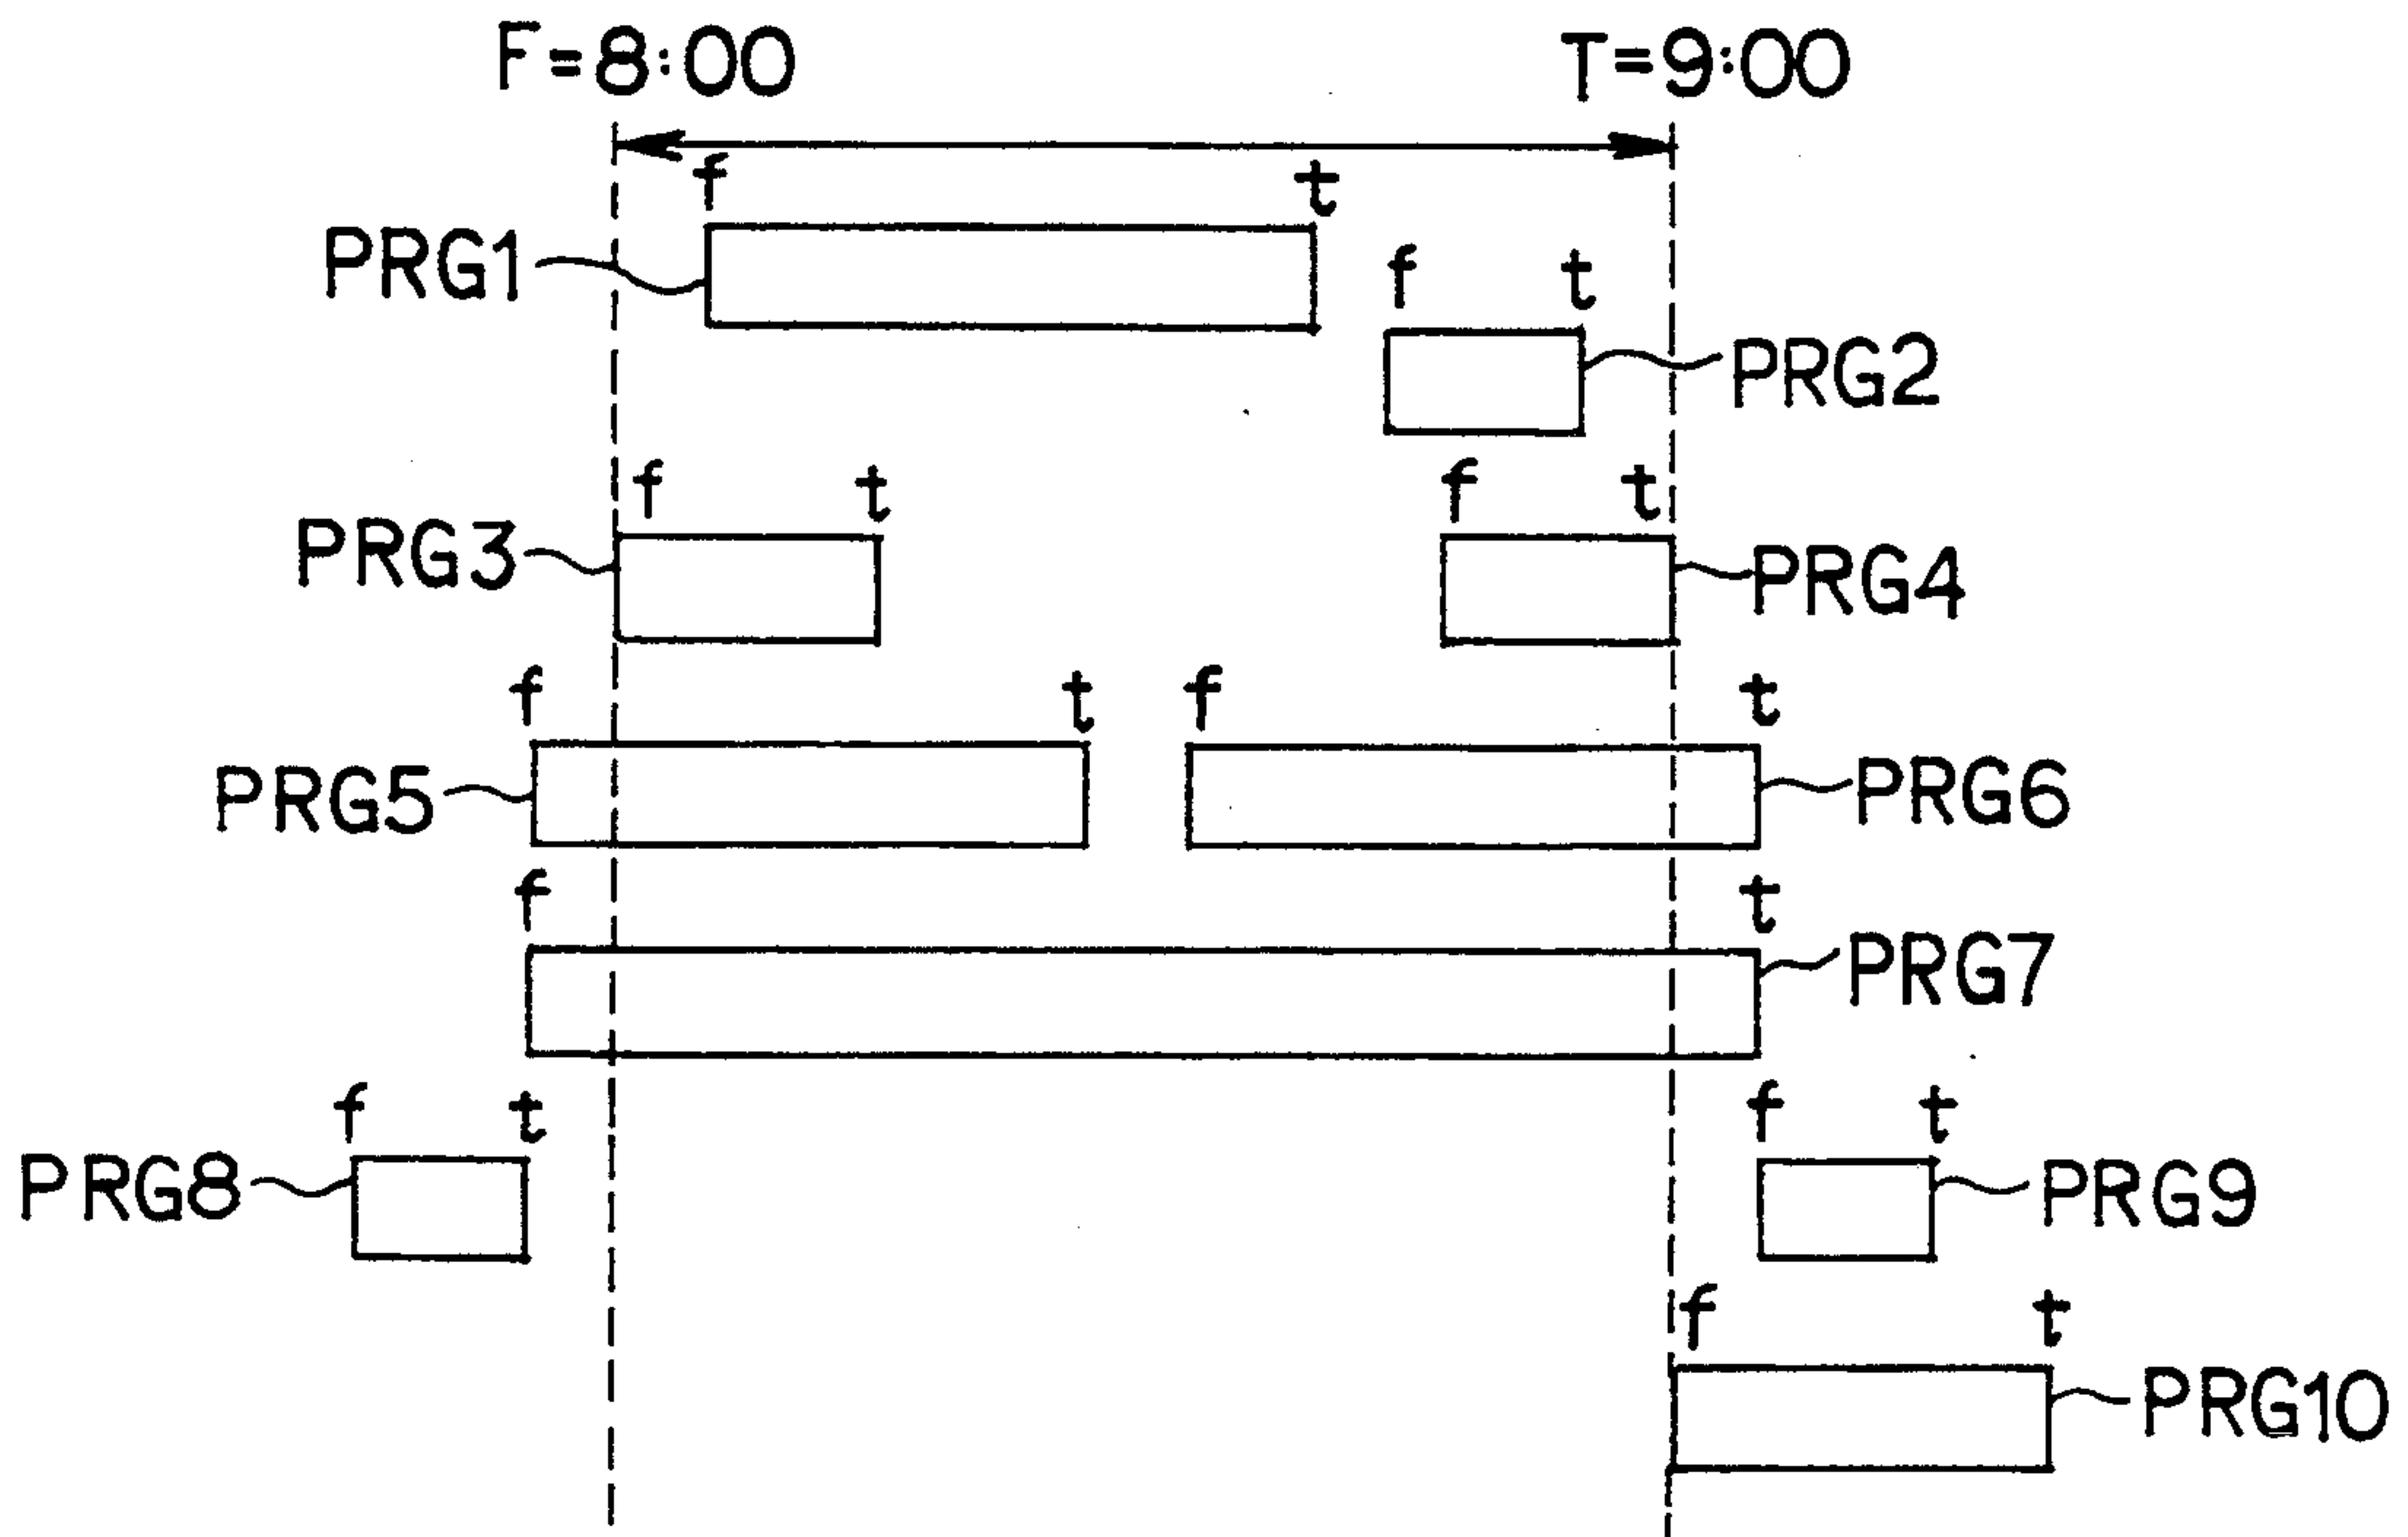 F=8:00 T=9:00
f t
PRG1
f t
PRG2
f t f t
PRG3 PRG4
f t f t
PRG5 PRG6
f t
PRG7
f t f t
PRG8 PRG9
f t
PRG10